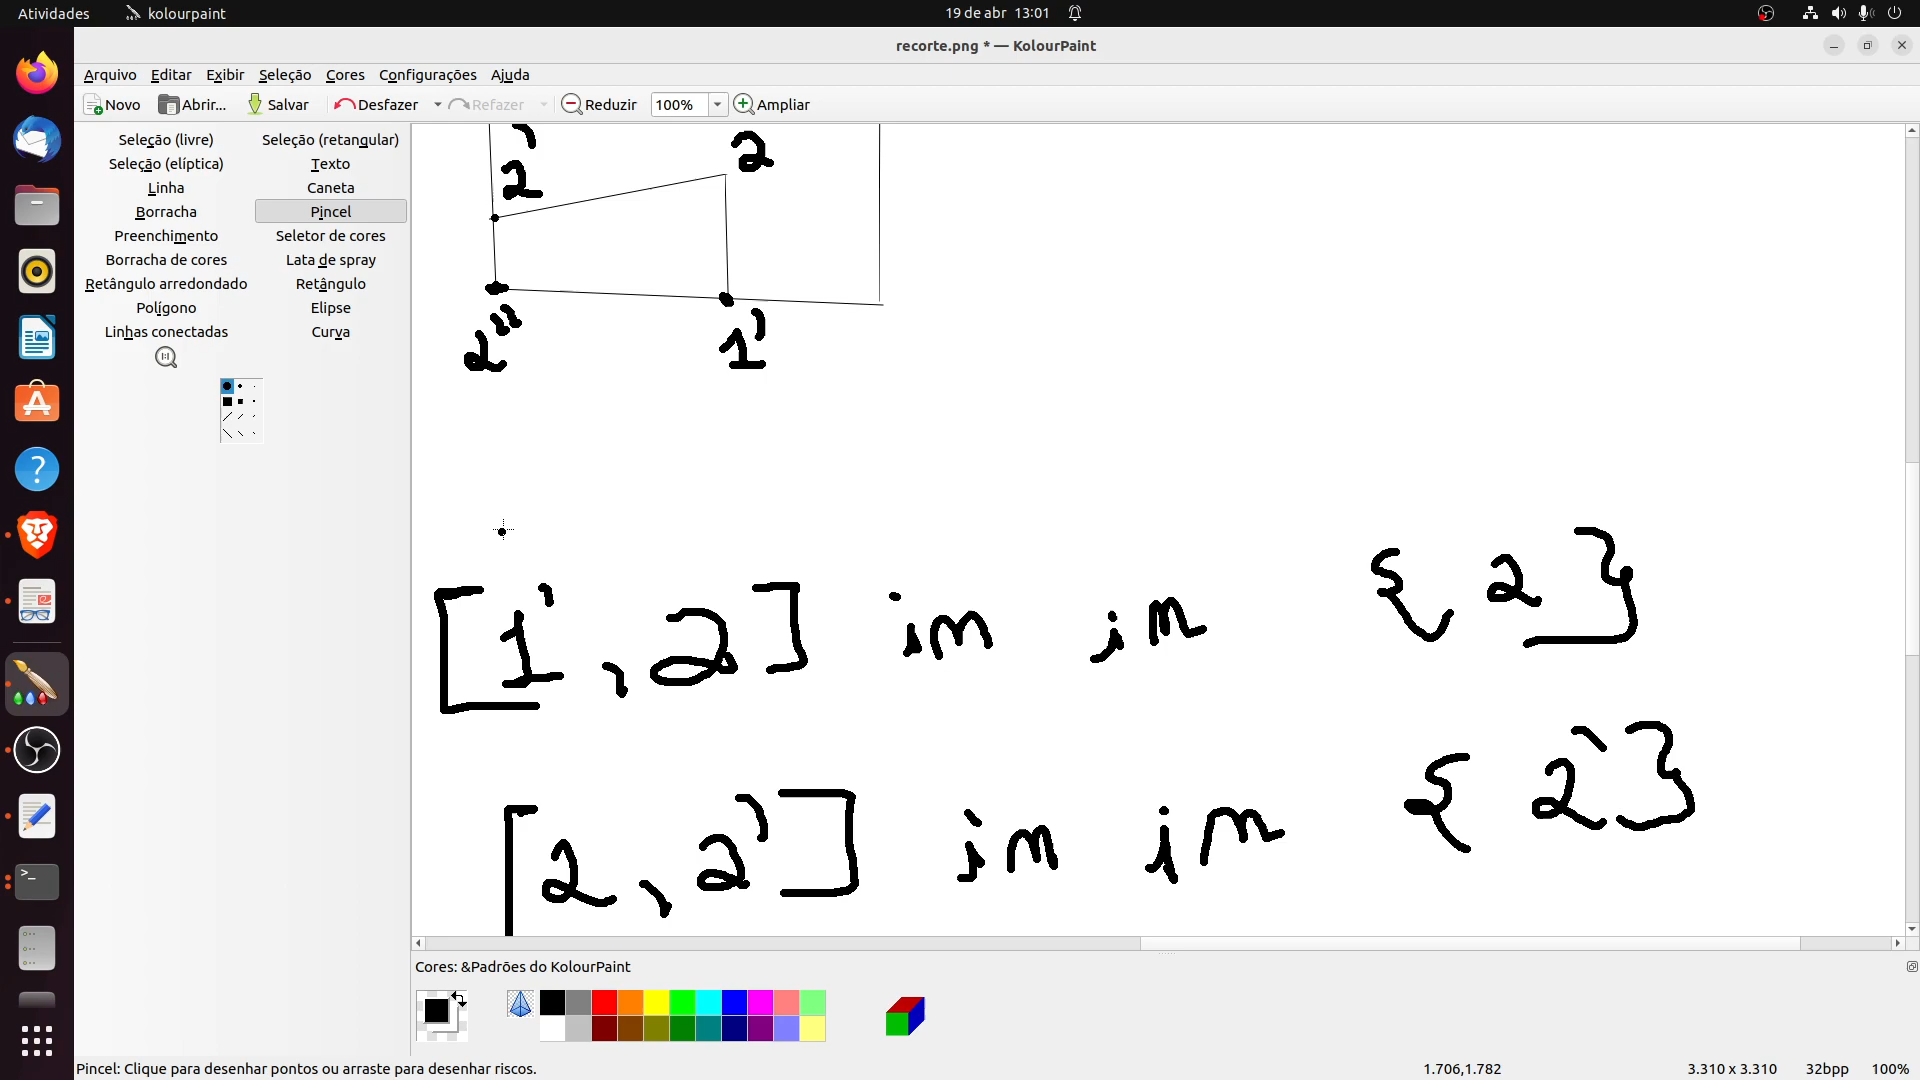 Atividades kolourpaint 19 de abr 13:01
recorte.png * — KolourPaint
Arquivo Editar Exibir Seleção Cores Configurações Ajuda
Novo Abrir... Salvar Desfazer Refazer Reduzir 100% Ampliar
Seleção (livre) Seleção (retangular)
Seleção (elíptica) Texto
Linha Caneta
Borracha Pincel
Preenchimento Seletor de cores
Borracha de cores Lata de spray
Retângulo arredondado Retângulo
Polígono Elipse
Linhas conectadas Curva
2' 2
2'' 1'
[1', 2] in in { 2 }
[2, 2'] in in { 2' }
Cores: &Padrões do KolourPaint
Pincel: Clique para desenhar pontos ou arraste para desenhar riscos. 1.706,1.782 3.310 x 3.310 32bpp 100%